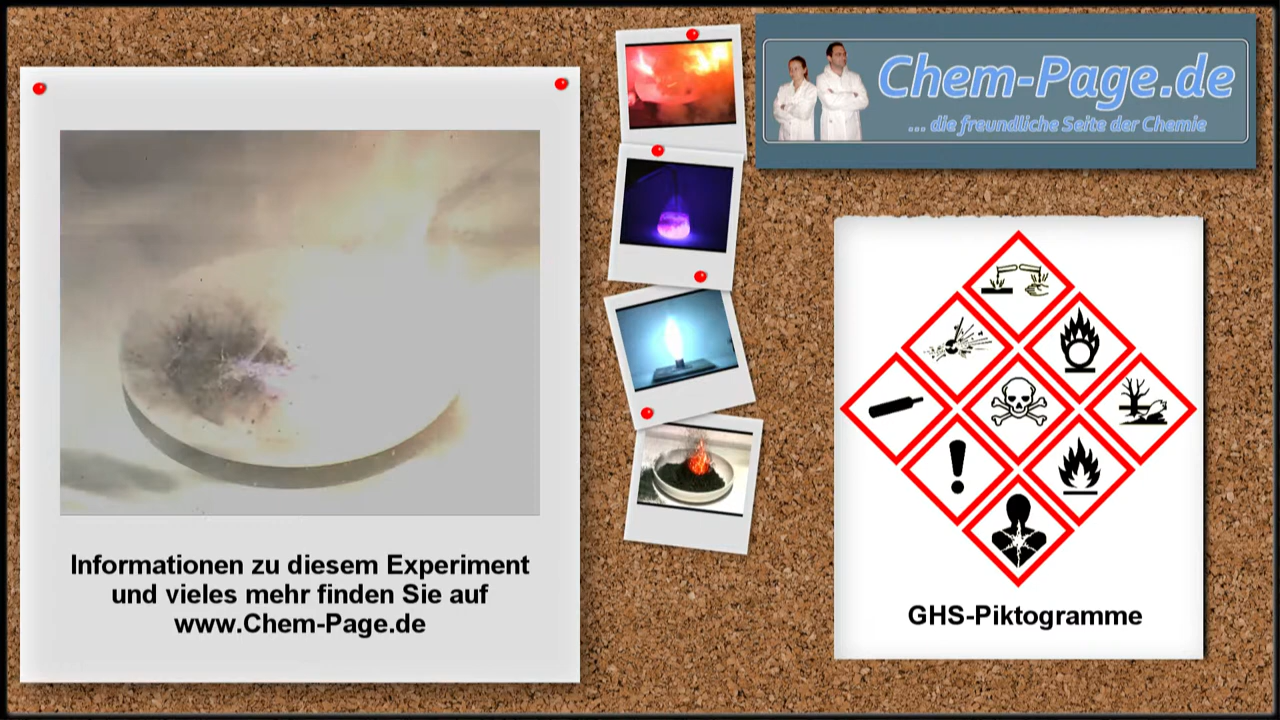 Informationen zu diesem Experiment
und vieles mehr finden Sie auf
www.Chem-Page.de
Chem-Page.de
... die freundliche Seite der Chemie
GHS-Piktogramme